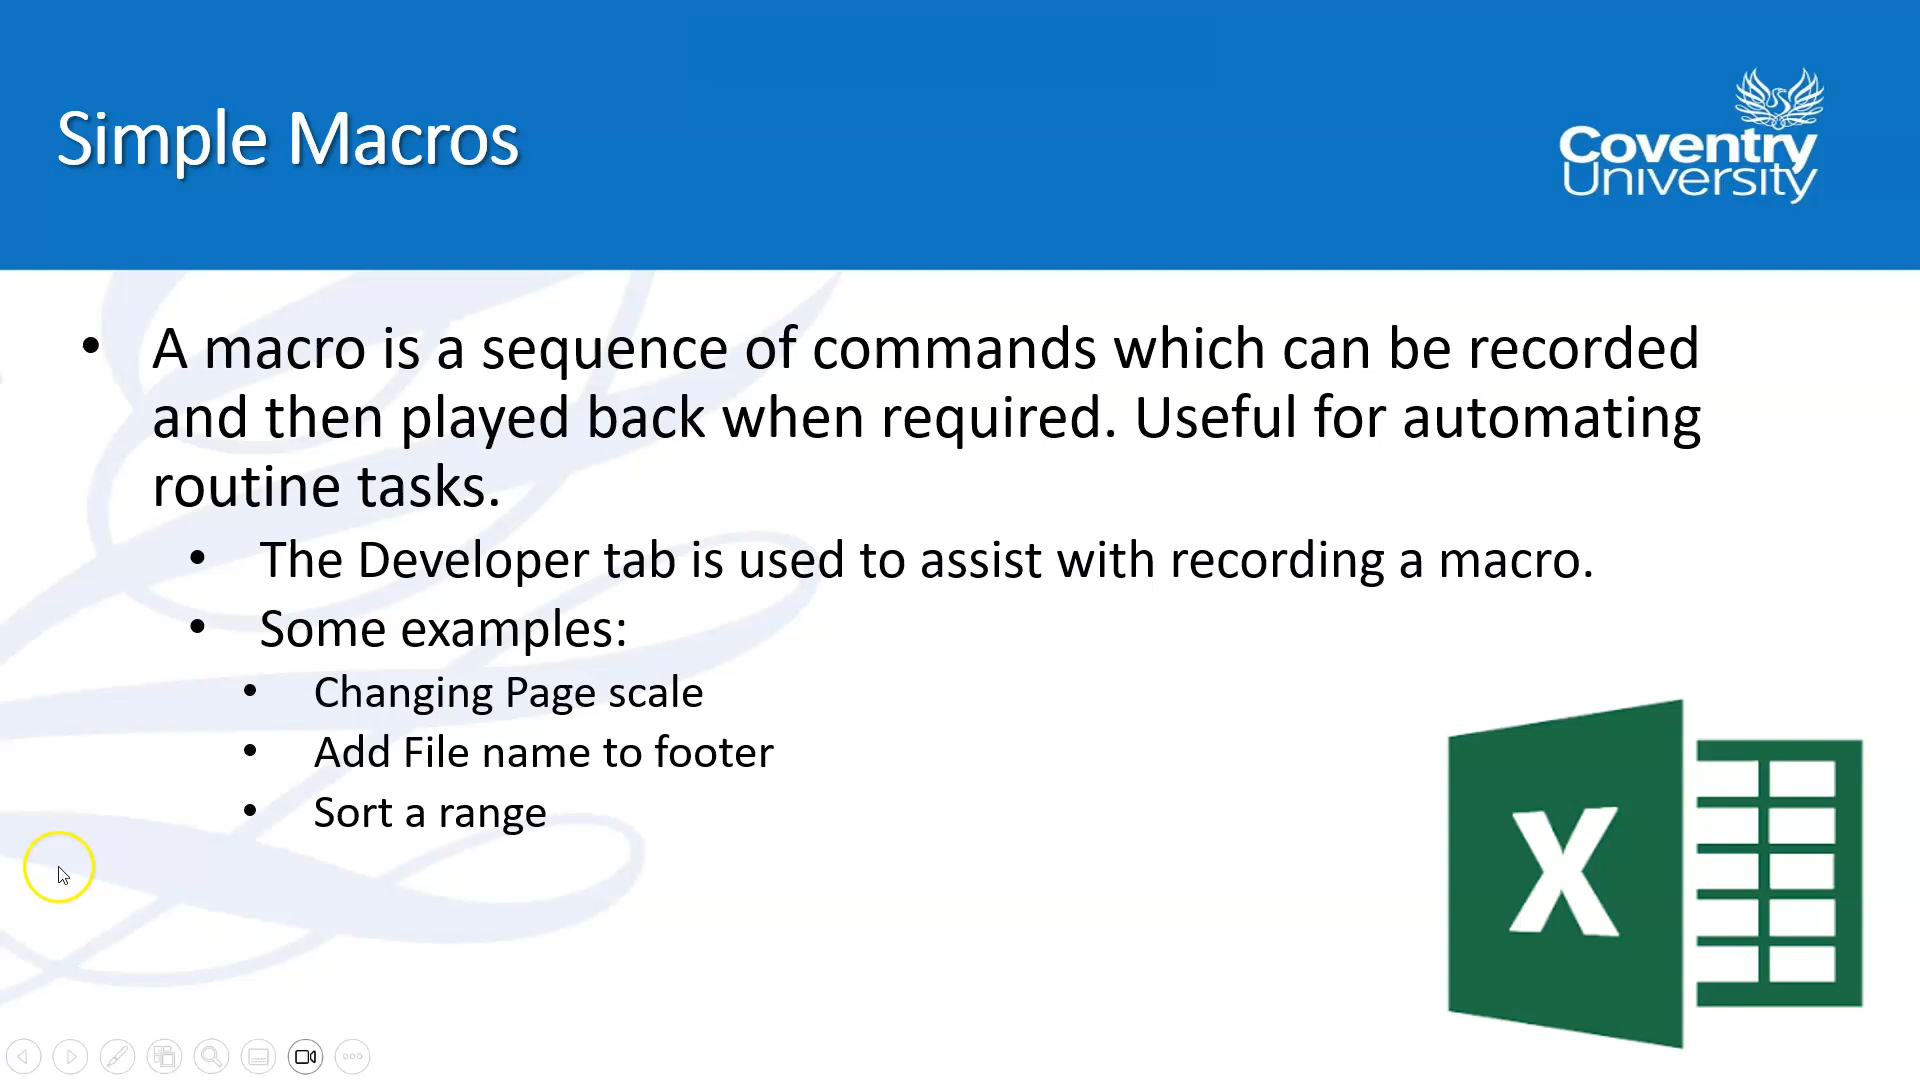 Simple Macros
Coventry
University
• A macro is a sequence of commands which can be recorded
and then played back when required. Useful for automating
routine tasks.
• The Developer tab is used to assist with recording a macro.
• Some examples:
• Changing Page scale
• Add File name to footer
• Sort a range
X